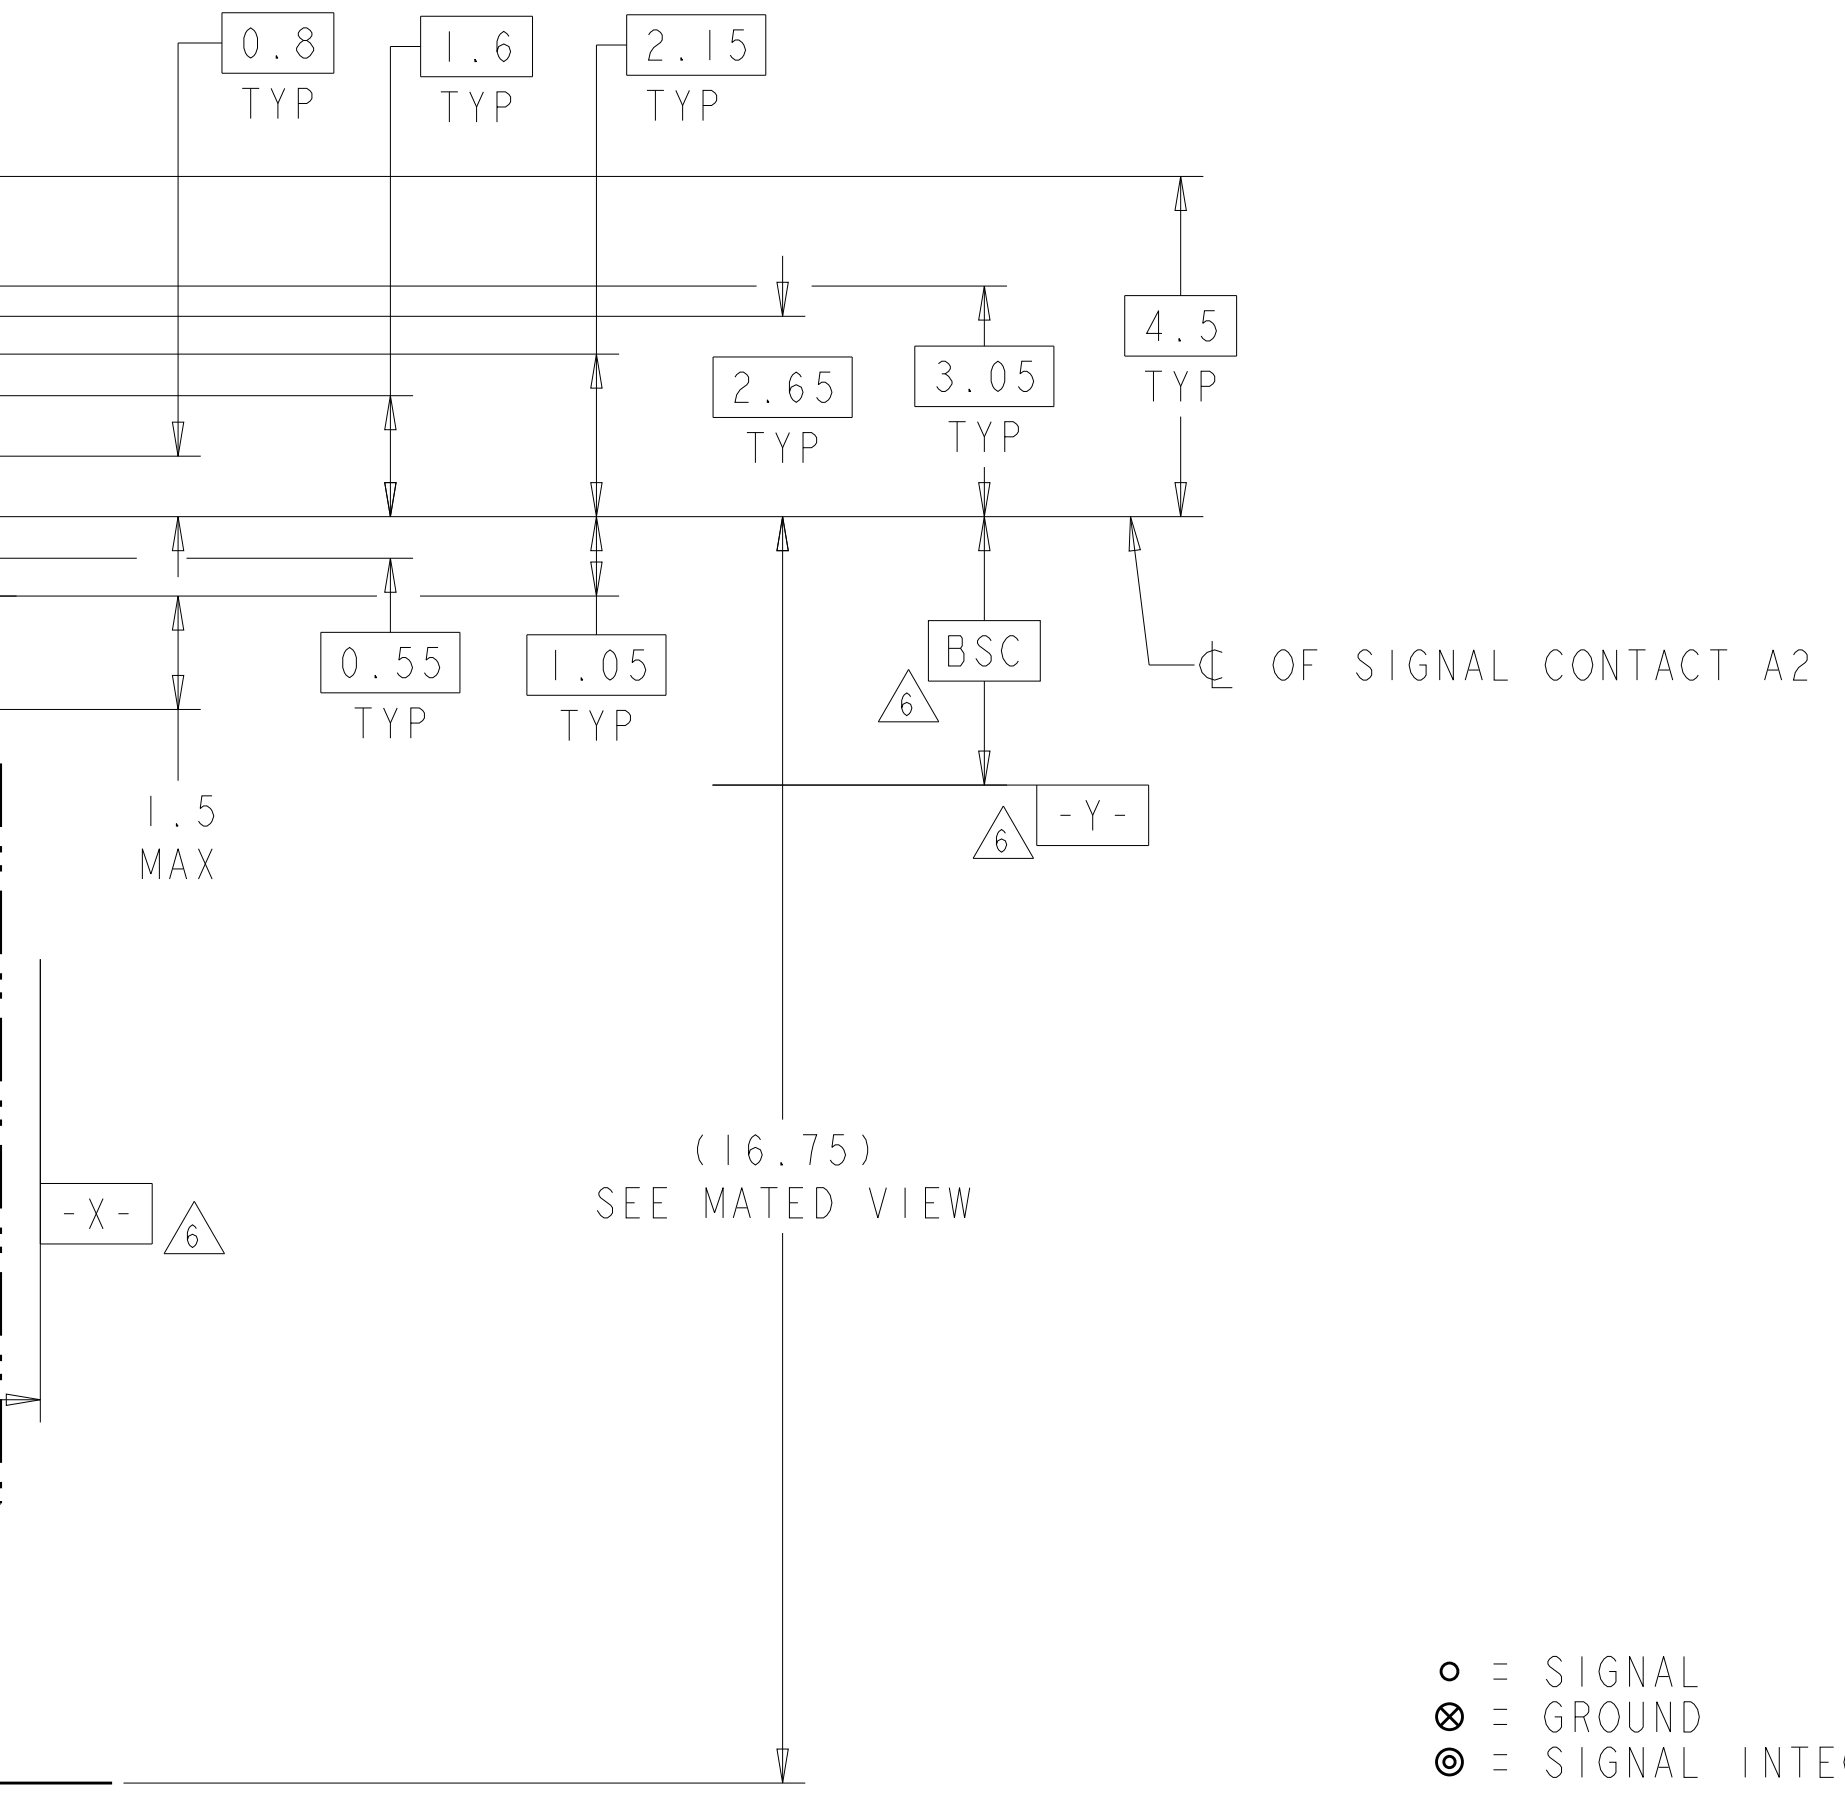 0.8
TYP
1.6
TYP
2.15
TYP
4.5
TYP
2.65
TYP
3.05
TYP
0.55
TYP
1.05
TYP
BSC
6
℄ OF SIGNAL CONTACT A2
1.5
MAX
6
-Y-
(16.75)
SEE MATED VIEW
-X-
6
= SIGNAL
= GROUND
= SIGNAL